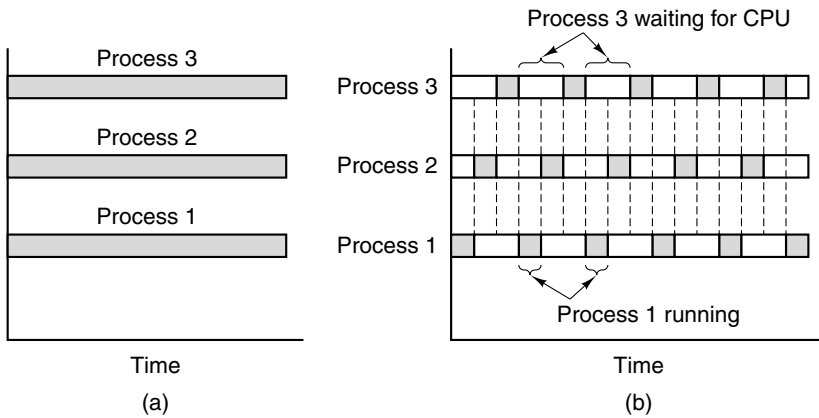 Process 3
Process 2
Process 1
Time
(a)
Process 3 waiting for CPU
Process 3
Process 2
Process 1
Process 1 running
Time
(b)